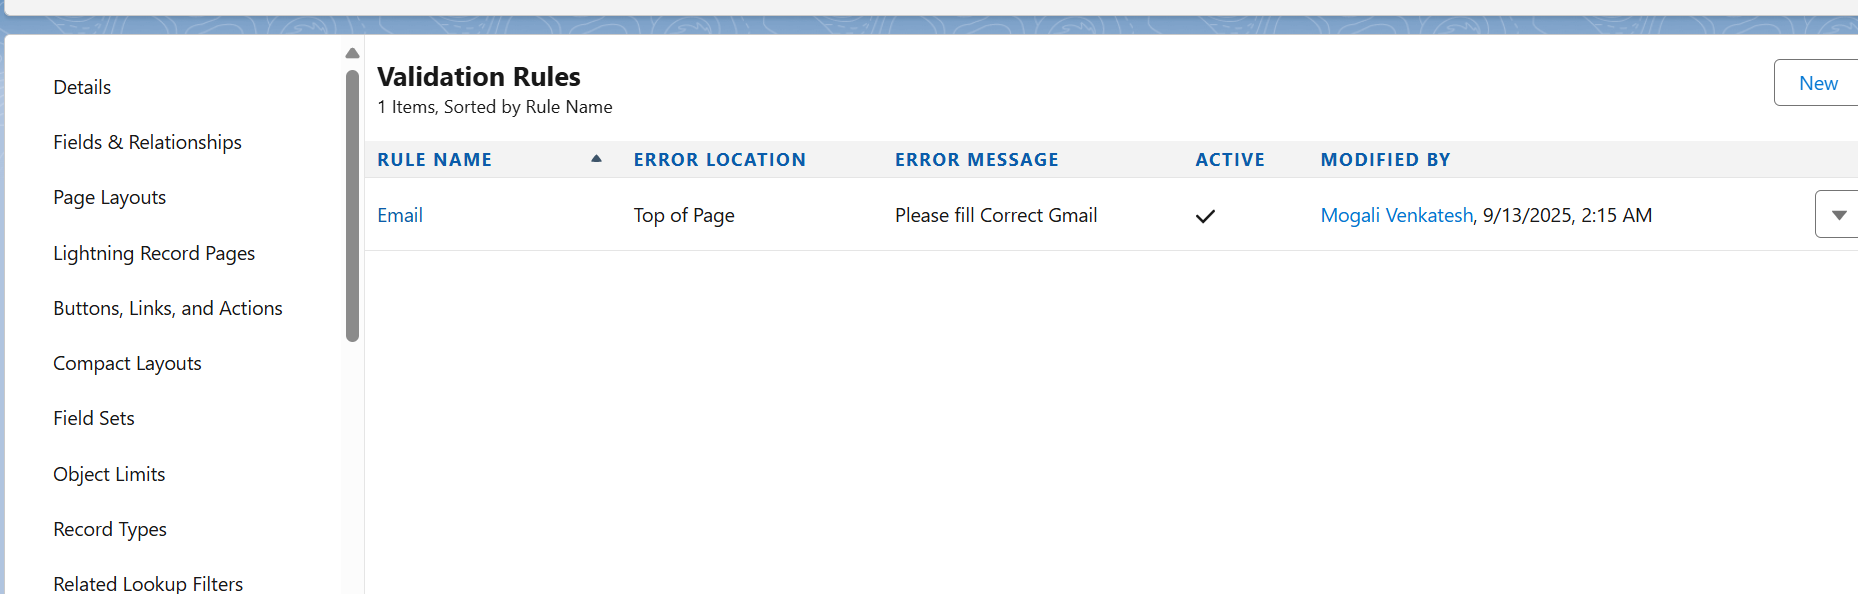 Details
Fields & Relationships
Page Layouts
Lightning Record Pages
Buttons, Links, and Actions
Compact Layouts
Field Sets
Object Limits
Record Types
Related Lookup Filters
Validation Rules
1 Items, Sorted by Rule Name
New
RULE NAME ERROR LOCATION ERROR MESSAGE ACTIVE MODIFIED BY
Email Top of Page Please fill Correct Gmail Mogali Venkatesh, 9/13/2025, 2:15 AM